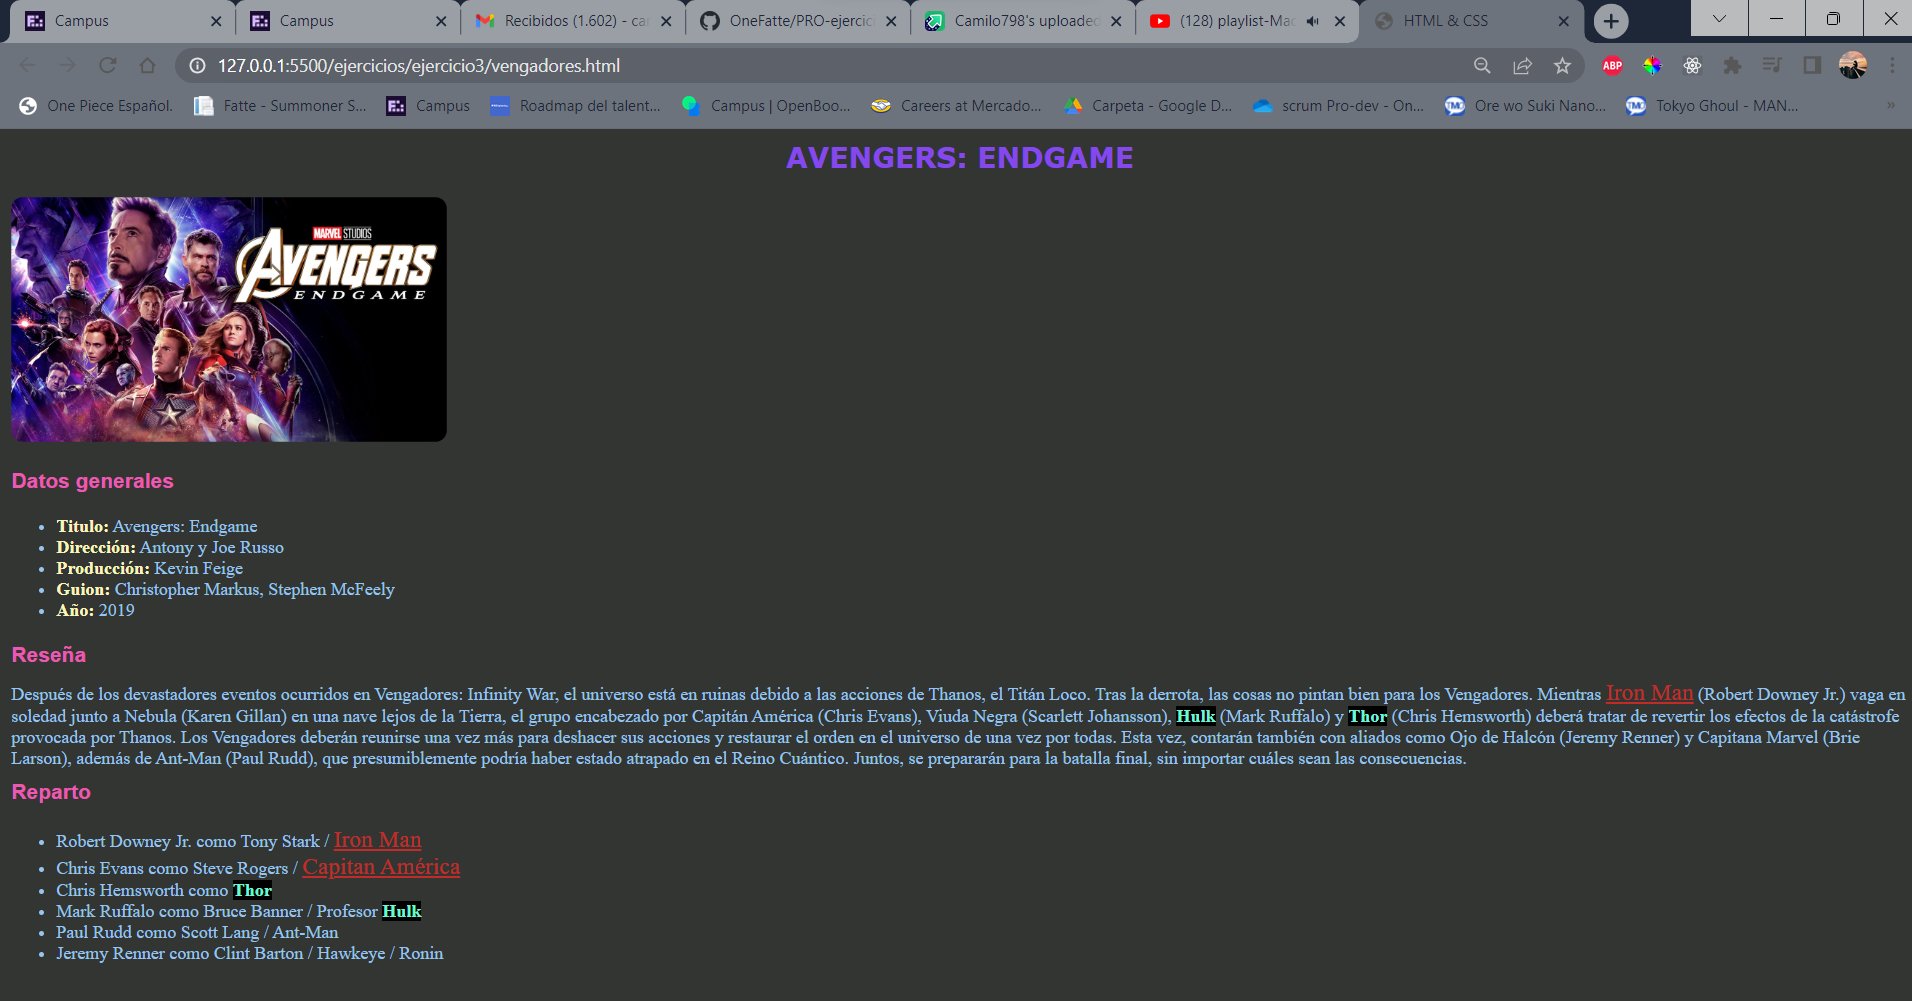 Campus
Campus
Recibidos (1.602) - ca
OneFatte/PRO-ejercici
Camilo798's uploaded
(128) playlist-Mac
HTML & CSS
127.0.0.1:5500/ejercicios/ejercicio3/vengadores.html
ABP
One Piece Español.
Fatte - Summoner S...
Campus
Roadmap del talent...
Campus | OpenBoo...
Careers at Mercado...
Carpeta - Google D...
scrum Pro-dev - On...
Ore wo Suki Nano...
Tokyo Ghoul - MAN...
AVENGERS: ENDGAME
MARVEL STUDIOS
AVENGERS
ENDGAME
Datos generales
Titulo: Avengers: Endgame
Dirección: Antony y Joe Russo
Producción: Kevin Feige
Guion: Christopher Markus, Stephen McFeely
Año: 2019
Reseña
Después de los devastadores eventos ocurridos en Vengadores: Infinity War, el universo está en ruinas debido a las acciones de Thanos, el Titán Loco. Tras la derrota, las cosas no pintan bien para los Vengadores. Mientras Iron Man (Robert Downey Jr.) vaga en
soledad junto a Nebula (Karen Gillan) en una nave lejos de la Tierra, el grupo encabezado por Capitán América (Chris Evans), Viuda Negra (Scarlett Johansson), Hulk (Mark Ruffalo) y Thor (Chris Hemsworth) deberá tratar de revertir los efectos de la catástrofe
provocada por Thanos. Los Vengadores deberán reunirse una vez más para deshacer sus acciones y restaurar el orden en el universo de una vez por todas. Esta vez, contarán también con aliados como Ojo de Halcón (Jeremy Renner) y Capitana Marvel (Brie
Larson), además de Ant-Man (Paul Rudd), que presumiblemente podría haber estado atrapado en el Reino Cuántico. Juntos, se prepararán para la batalla final, sin importar cuáles sean las consecuencias.
Reparto
Robert Downey Jr. como Tony Stark / Iron Man
Chris Evans como Steve Rogers / Capitan América
Chris Hemsworth como Thor
Mark Ruffalo como Bruce Banner / Profesor Hulk
Paul Rudd como Scott Lang / Ant-Man
Jeremy Renner como Clint Barton / Hawkeye / Ronin